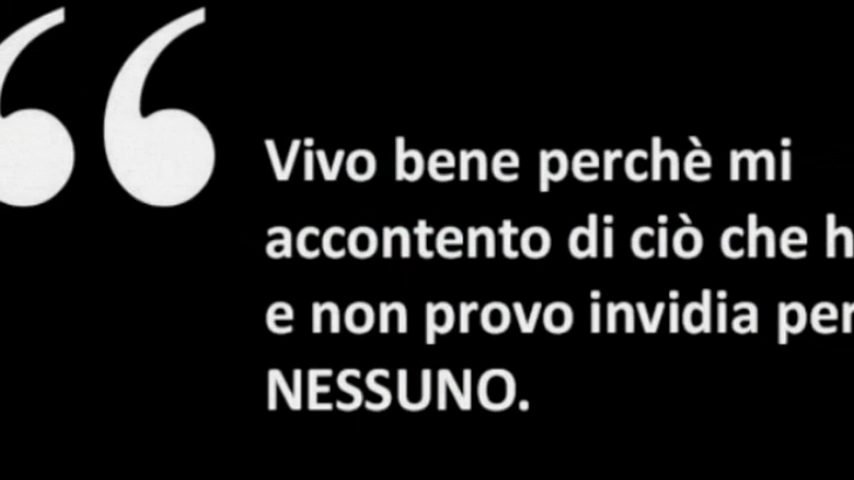 “
Vivo bene perchè mi
accontento di ciò che h
e non provo invidia per
NESSUNO.